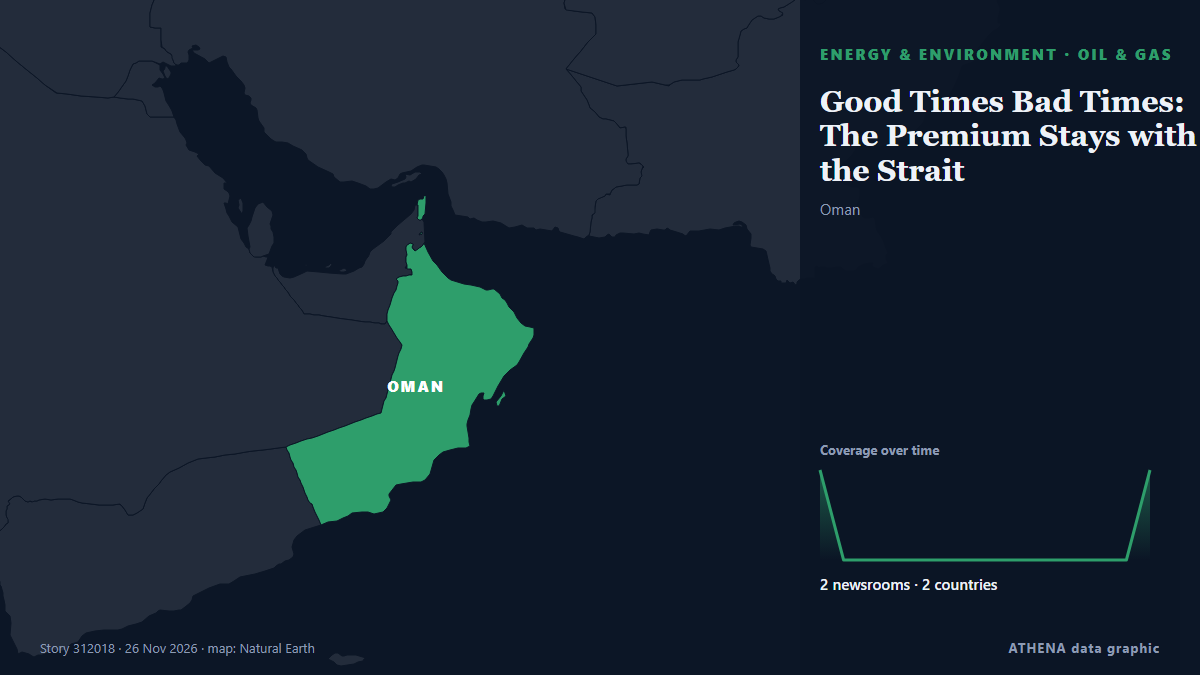 ENERGY & ENVIRONMENT · OIL & GAS
Good Times Bad Times:
The Premium Stays with
the Strait
Oman
OMAN
Coverage over time
2 newsrooms · 2 countries
Story 312018 · 26 Nov 2026 · map: Natural Earth
ATHENA data graphic